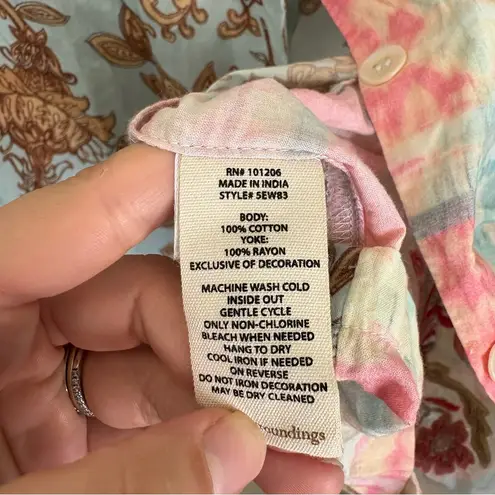 RN# 101206
MADE IN INDIA
STYLE# 5EW83
BODY:
100% COTTON
YOKE:
100% RAYON
EXCLUSIVE OF DECORATION
MACHINE WASH COLD
INSIDE OUT
GENTLE CYCLE
ONLY NON-CHLORINE
BLEACH WHEN NEEDED
HANG TO DRY
COOL IRON IF NEEDED
ON REVERSE
DO NOT IRON DECORATION
MAY BE DRY CLEANED
oundings